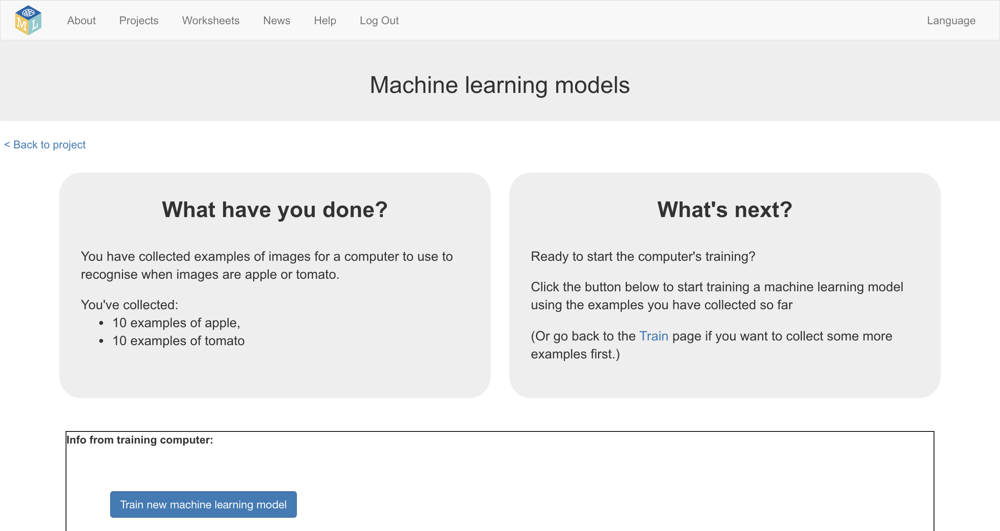 M L
About
Projects
Worksheets
News
Help
Log Out
Language
Machine learning models
< Back to project
What have you done?
You have collected examples of images for a computer to use to
recognise when images are apple or tomato.
You've collected:
• 10 examples of apple,
• 10 examples of tomato
What's next?
Ready to start the computer's training?
Click the button below to start training a machine learning model
using the examples you have collected so far
(Or go back to the Train page if you want to collect some more
examples first.)
Info from training computer:
Train new machine learning model